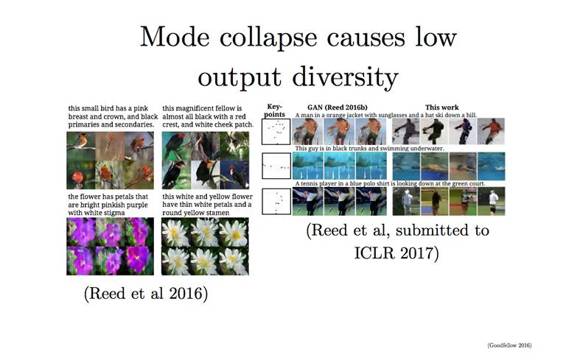 Mode collapse causes low
output diversity
this small bird has a pink
breast and crown, and black
primaries and secondaries.
this magnificent fellow is
almost all black with a red
crest, and white cheek patch.
the flower has petals that
are bright pinkish purple
with white stigma
this white and yellow flower
have thin white petals and a
round yellow stamen
(Reed et al 2016)
Key-
points
GAN (Reed 2016b)
This work
A man in a orange jacket with sunglasses and a hat ski down a hill.
This guy is in black trunks and swimming underwater.
A tennis player in a blue polo shirt is looking down at the green court.
(Reed et al, submitted to
ICLR 2017)
(Goodfellow 2016)